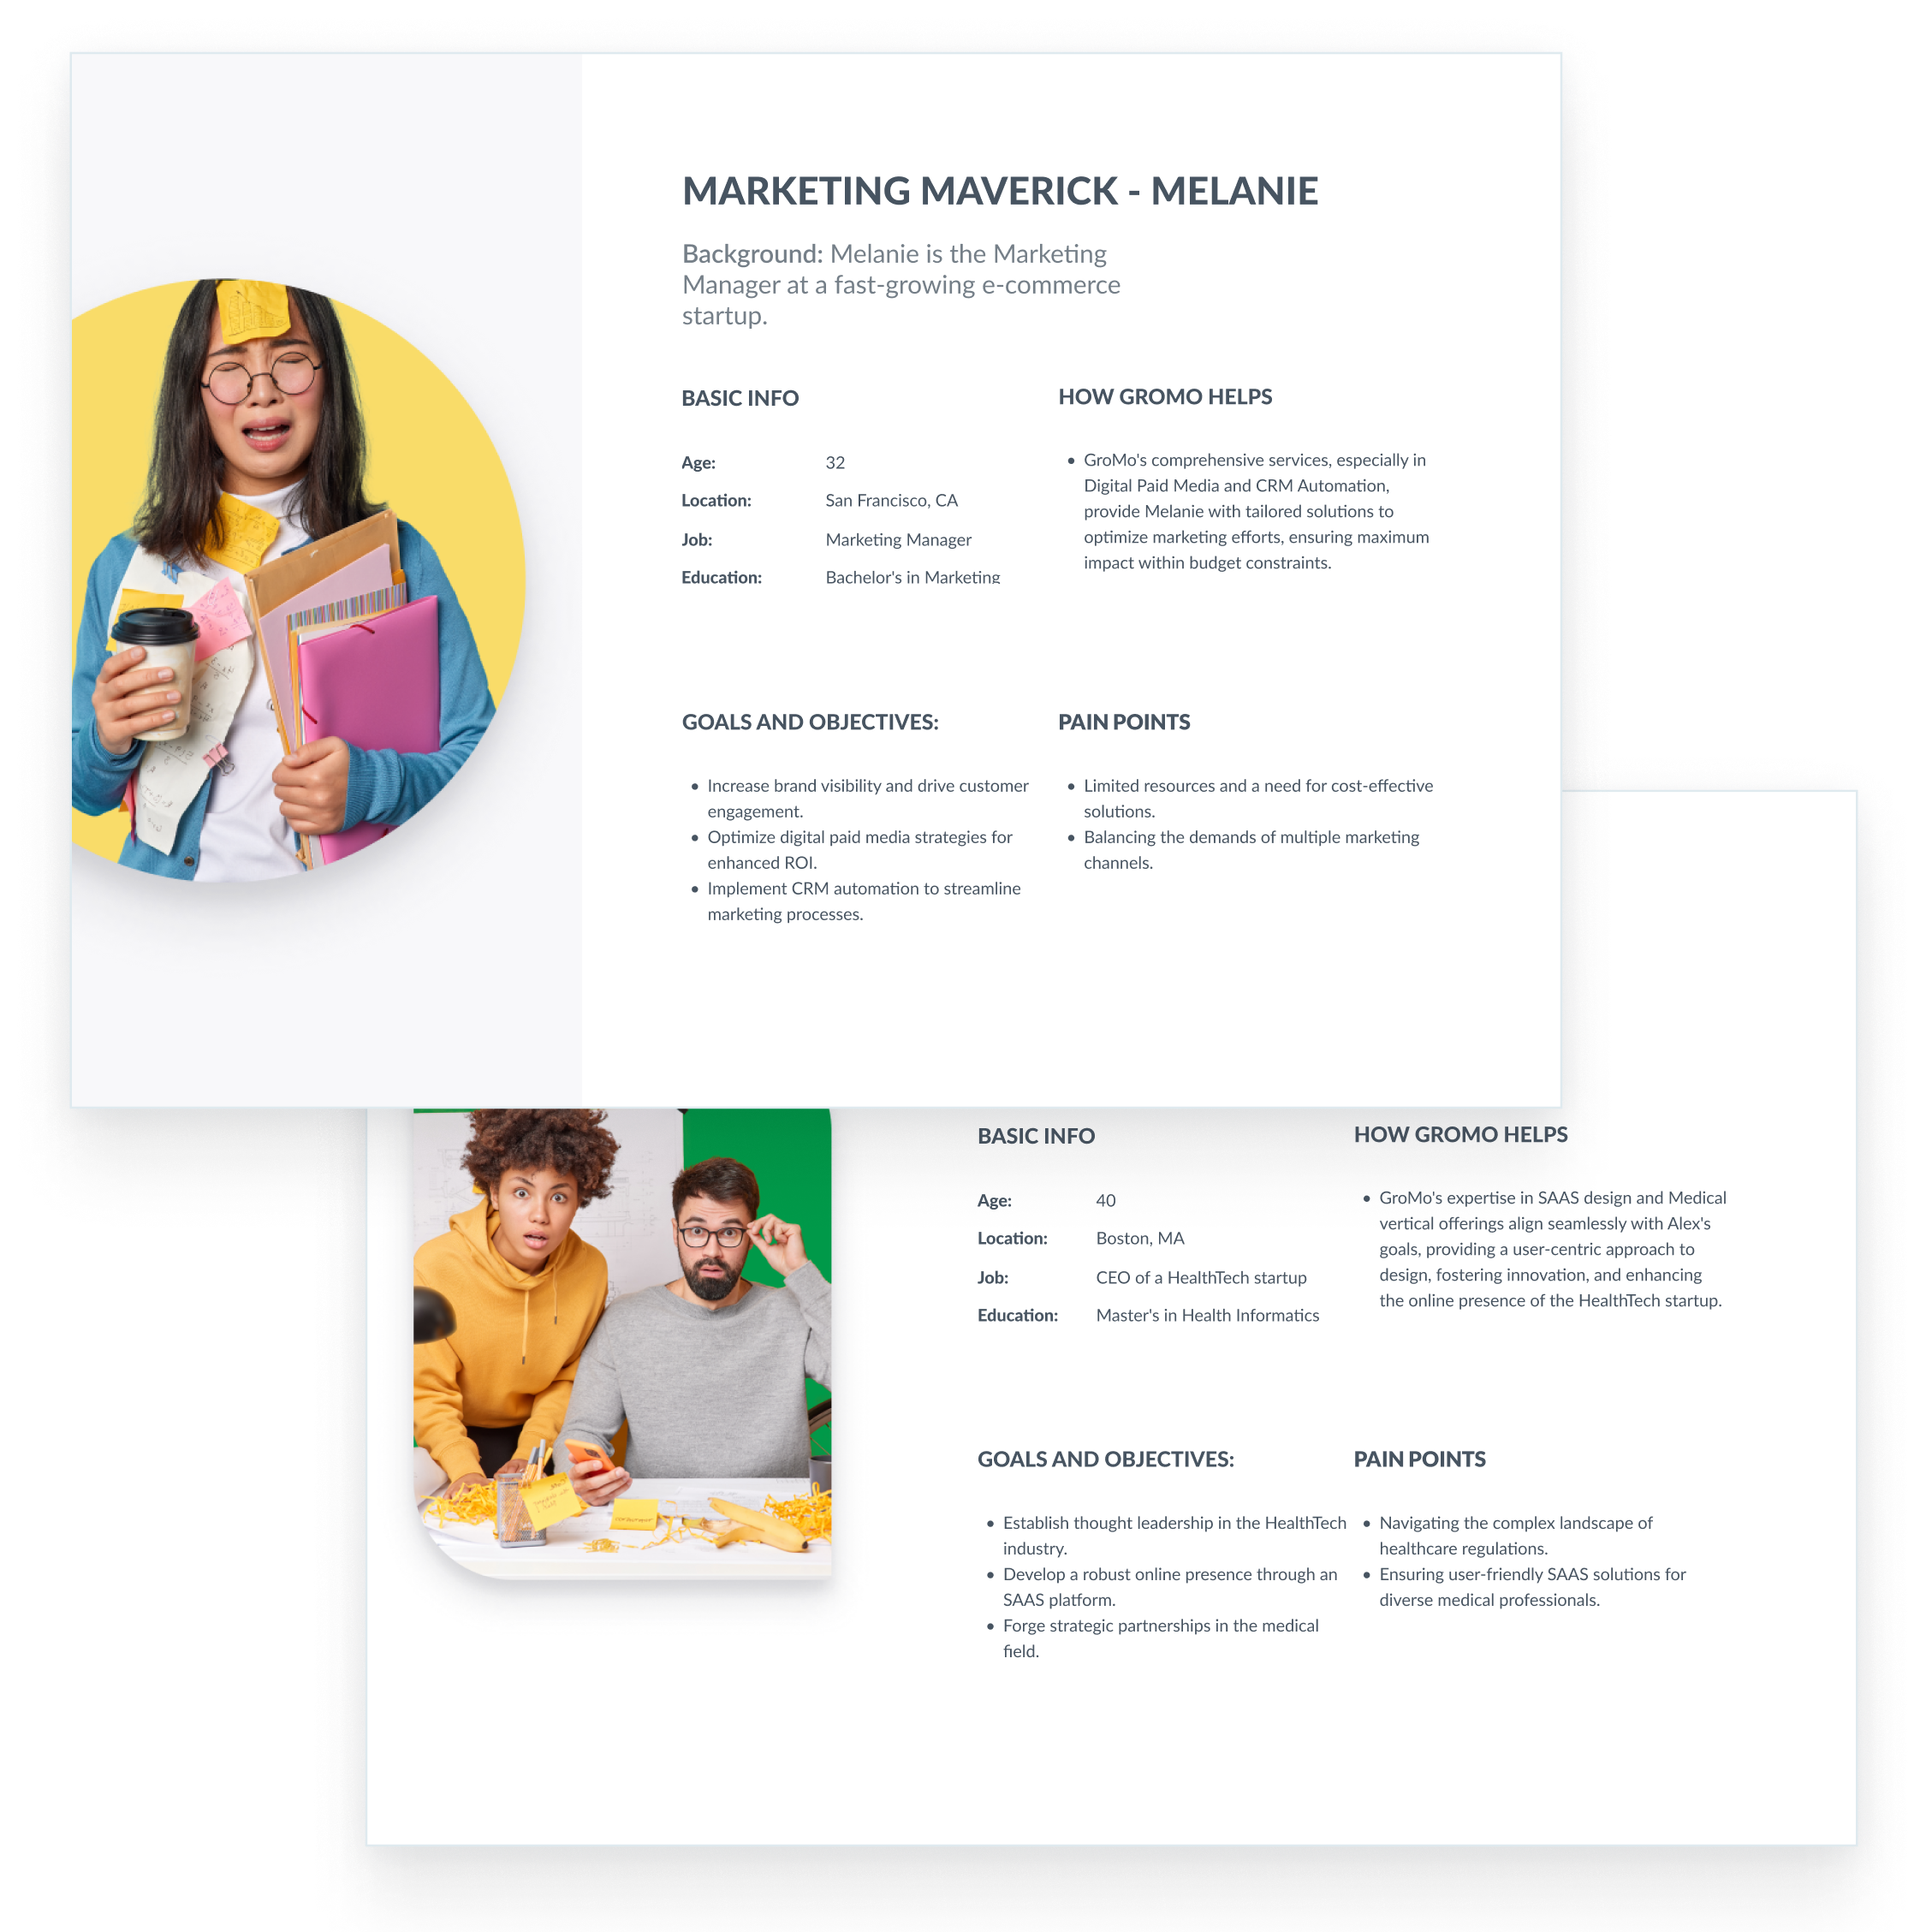 MARKETING MAVERICK - MELANIE
Background: Melanie is the Marketing
Manager at a fast-growing e-commerce
startup.
BASIC INFO
Age: 32
Location: San Francisco, CA
Job: Marketing Manager
Education: Bachelor's in Marketing
HOW GROMO HELPS
• GroMo's comprehensive services, especially in
Digital Paid Media and CRM Automation,
provide Melanie with tailored solutions to
optimize marketing efforts, ensuring maximum
impact within budget constraints.
GOALS AND OBJECTIVES:
• Increase brand visibility and drive customer
engagement.
• Optimize digital paid media strategies for
enhanced ROI.
• Implement CRM automation to streamline
marketing processes.
PAIN POINTS
• Limited resources and a need for cost-effective
solutions.
• Balancing the demands of multiple marketing
channels.
BASIC INFO
Age: 40
Location: Boston, MA
Job: CEO of a HealthTech startup
Education: Master's in Health Informatics
HOW GROMO HELPS
• GroMo's expertise in SAAS design and Medical
vertical offerings align seamlessly with Alex's
goals, providing a user-centric approach to
design, fostering innovation, and enhancing
the online presence of the HealthTech startup.
GOALS AND OBJECTIVES:
• Establish thought leadership in the HealthTech
industry.
• Develop a robust online presence through an
SAAS platform.
• Forge strategic partnerships in the medical
field.
PAIN POINTS
• Navigating the complex landscape of
healthcare regulations.
• Ensuring user-friendly SAAS solutions for
diverse medical professionals.